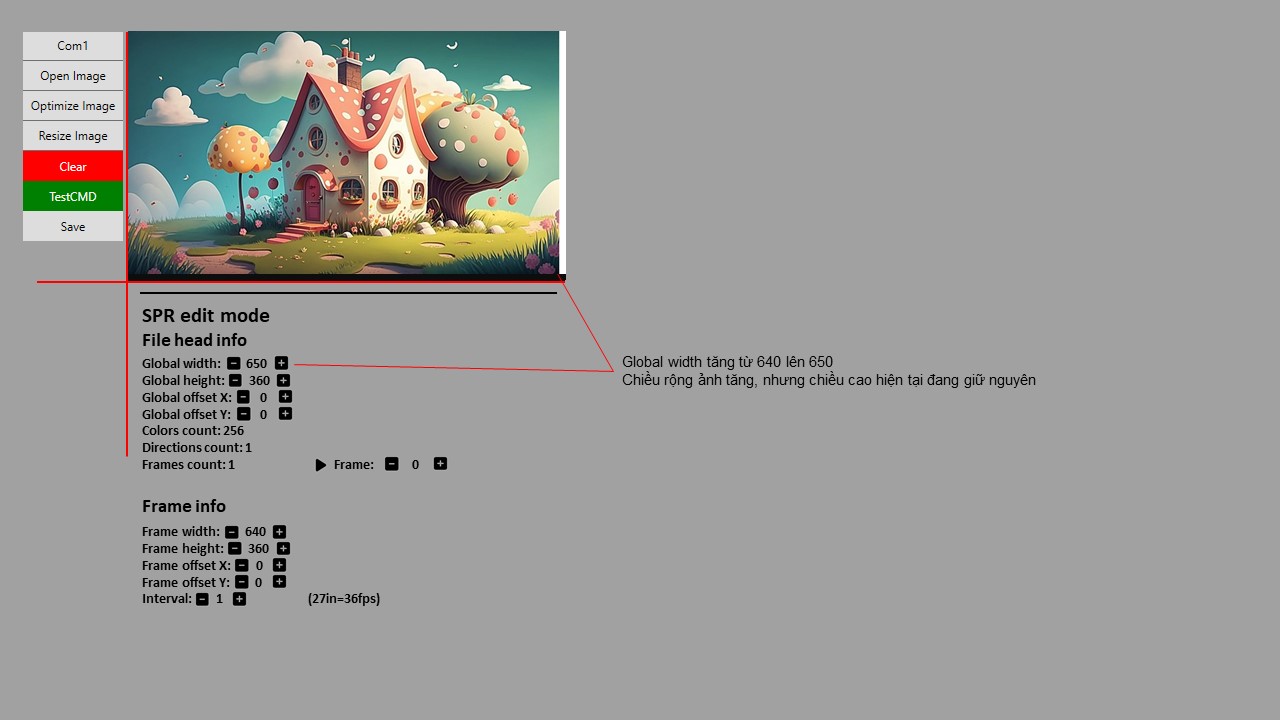 Com1
Open Image
Optimize Image
Resize Image
Clear
TestCMD
Save
SPR edit mode
File head info
Global width: 650
Global height: 360
Global offset X: 0
Global offset Y: 0
Colors count: 256
Directions count: 1
Frames count: 1 Frame: 0
Global width tăng từ 640 lên 650
Chiều rộng ảnh tăng, nhưng chiều cao hiện tại đang giữ nguyên
Frame info
Frame width: 640
Frame height: 360
Frame offset X: 0
Frame offset Y: 0
Interval: 1 (27in=36fps)